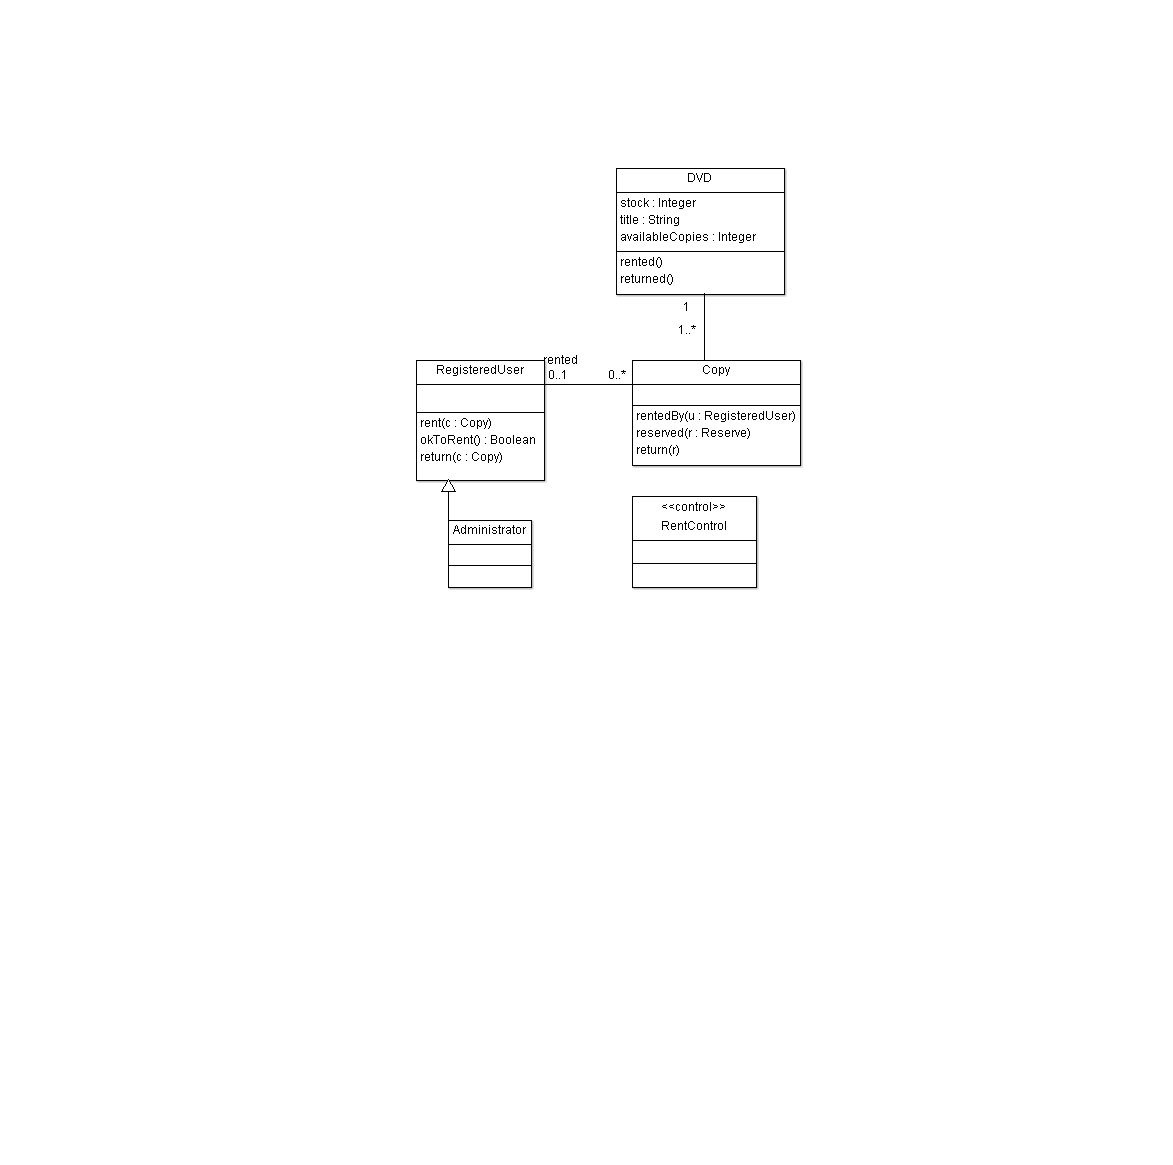 DVD
stock : Integer
title : String
availableCopies : Integer
rented()
returned()
1
1..*
rented
0..1
0..*
RegisteredUser
rent(c : Copy)
okToRent() : Boolean
return(c : Copy)
Copy
rentedBy(u : RegisteredUser)
reserved(r : Reserve)
return(r)
Administrator
<<control>>
RentControl